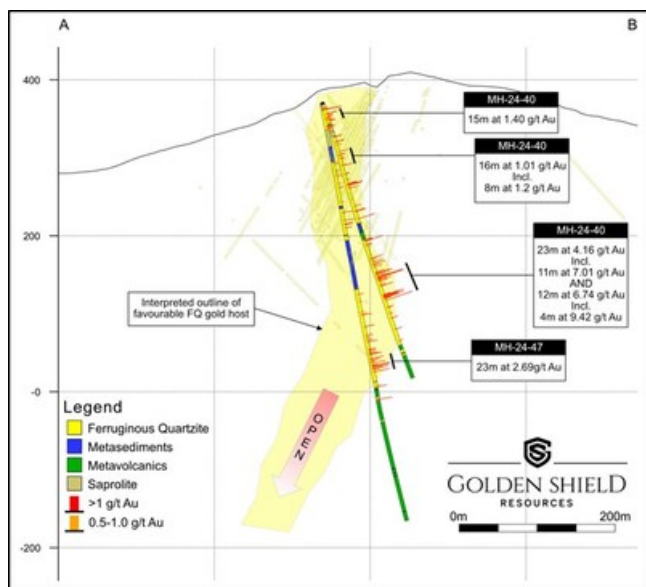 A
B
400
200
-0
-200
MH-24-40
15m at 1.40 g/t Au
MH-24-40
16m at 1.01 g/t Au
Incl.
8m at 1.2 g/t Au
MH-24-40
23m at 4.16 g/t Au
Incl.
11m at 7.01 g/t Au
AND
12m at 6.74 g/t Au
Incl.
4m at 9.42 g/t Au
MH-24-47
23m at 2.69g/t Au
Interpreted outline of
favourable FQ gold host
OPEN
Legend
Ferruginous Quartzite
Metasediments
Metavolcanics
Saprolite
>1 g/t Au
0.5-1.0 g/t Au
GOLDEN SHIELD
RESOURCES
0m
200m